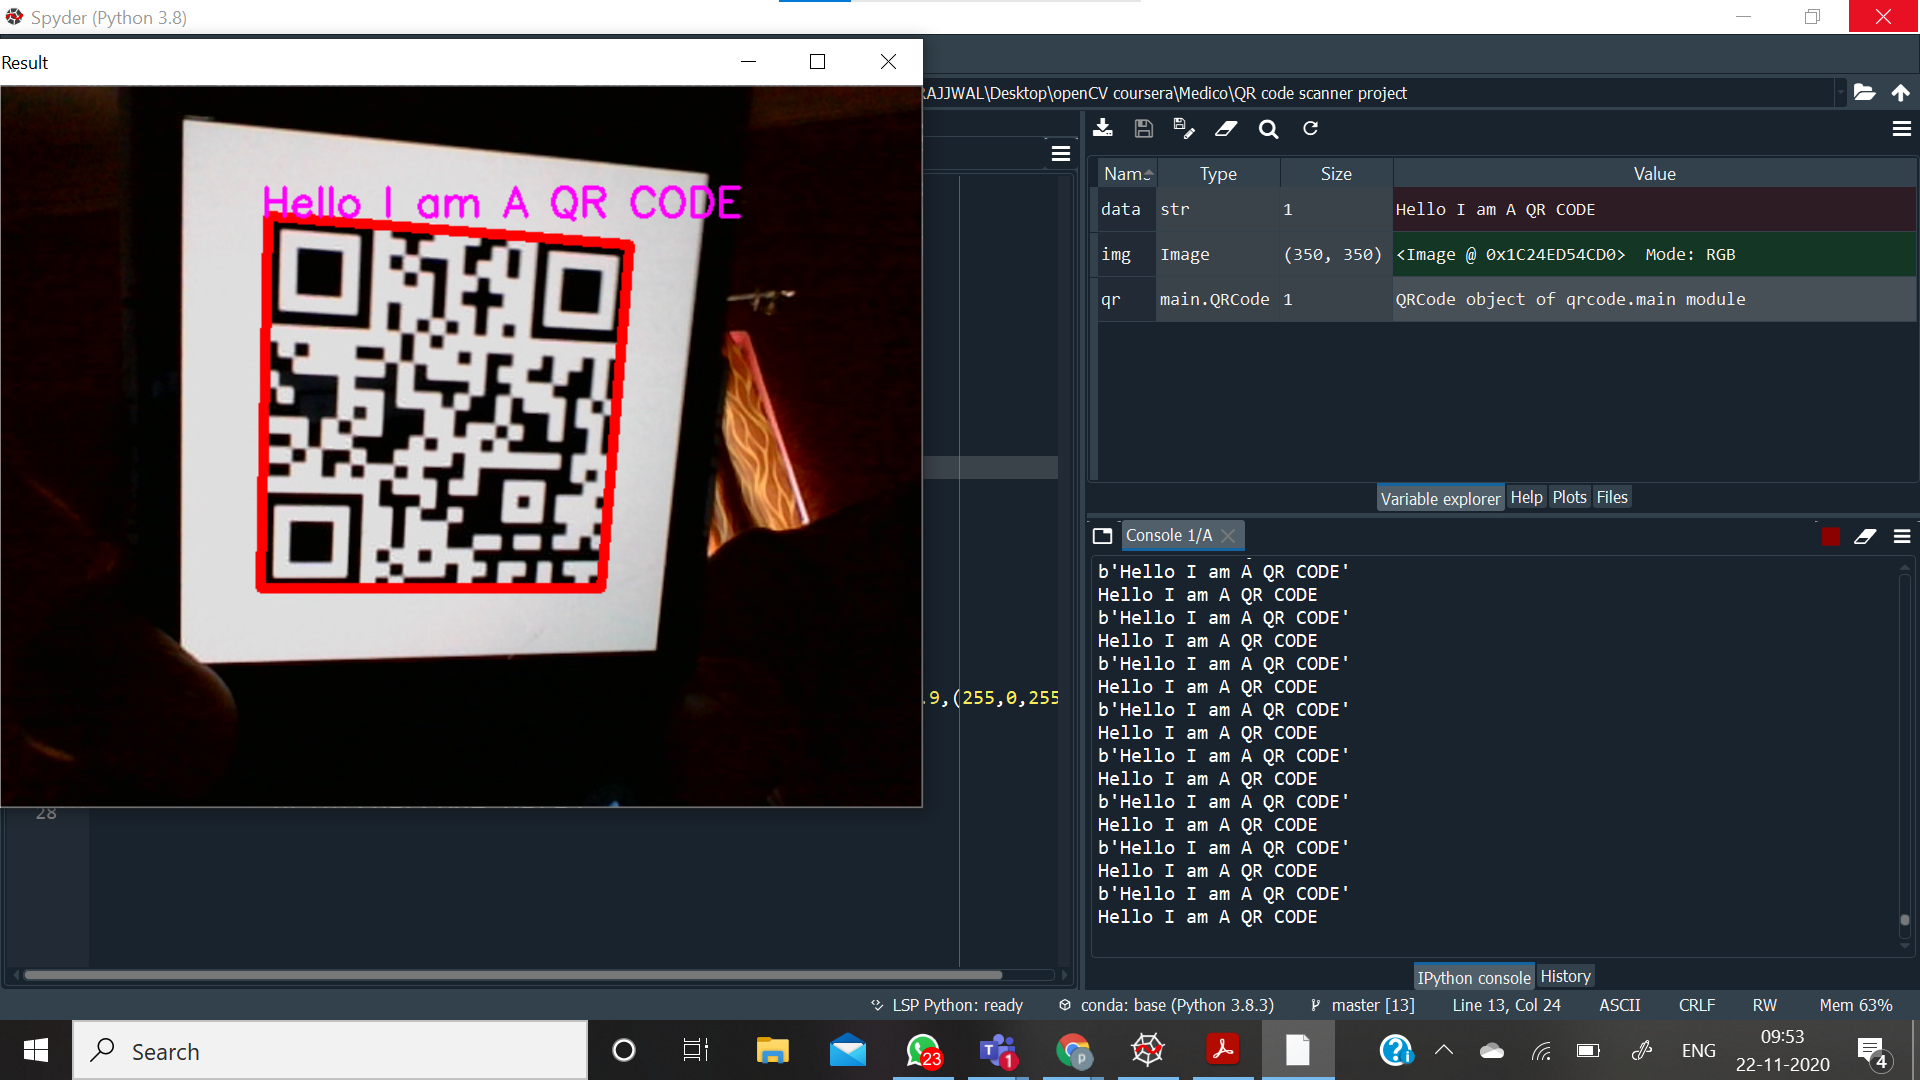 Spyder (Python 3.8)
Result
RAJJWAL\Desktop\openCV coursera\Medico\QR code scanner project
Hello I am A QR CODE
Nam Type Size Value
data str 1 Hello I am A QR CODE
img Image (350, 350) <Image @ 0x1C24ED54CD0> Mode: RGB
qr main.QRCode 1 QRCode object of qrcode.main module
Variable explorer Help Plots Files
Console 1/A
b'Hello I am A QR CODE'
Hello I am A QR CODE
b'Hello I am A QR CODE'
Hello I am A QR CODE
b'Hello I am A QR CODE'
Hello I am A QR CODE
b'Hello I am A QR CODE'
Hello I am A QR CODE
b'Hello I am A QR CODE'
Hello I am A QR CODE
b'Hello I am A QR CODE'
Hello I am A QR CODE
b'Hello I am A QR CODE'
Hello I am A QR CODE
b'Hello I am A QR CODE'
Hello I am A QR CODE
.9,(255,0,255
28
IPython console History
LSP Python: ready conda: base (Python 3.8.3) master [13] Line 13, Col 24 ASCII CRLF RW Mem 63%
Search
23
1
p
ENG
09:53
22-11-2020
4